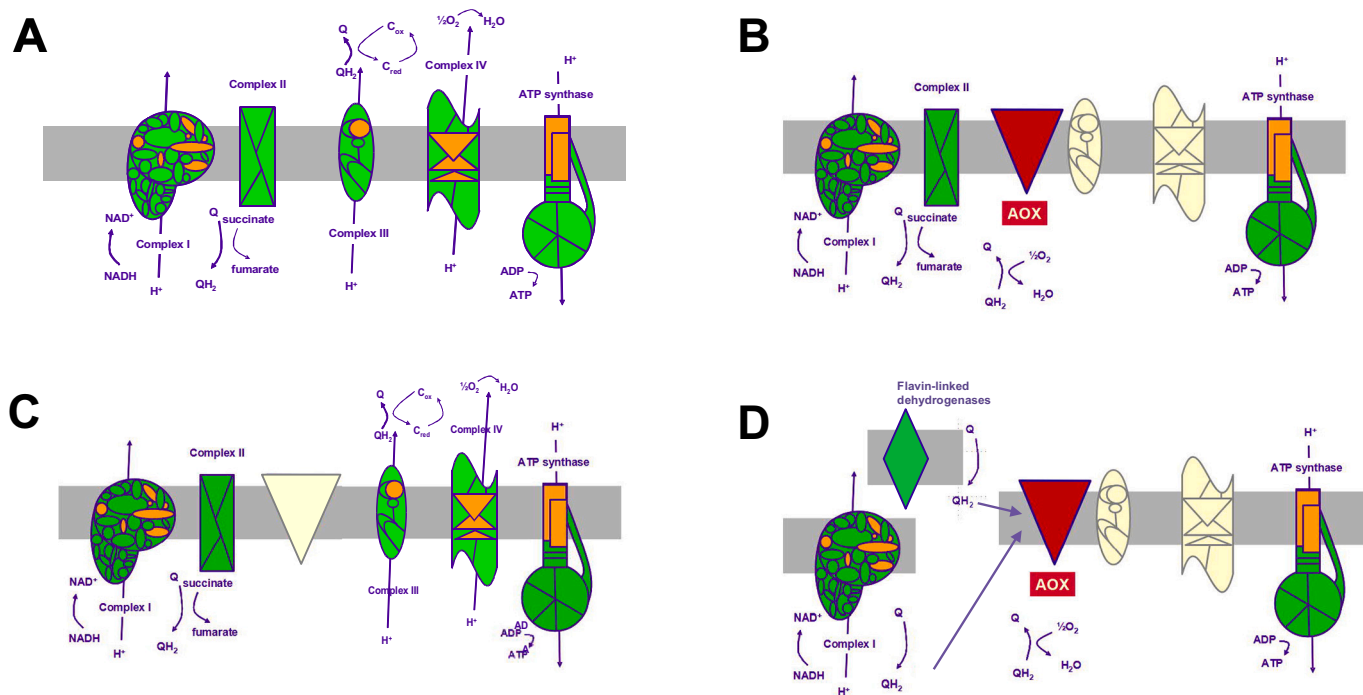 A
Complex II
Q
QH₂
Cox
Cred
½O₂
H₂O
Complex IV
H⁺
ATP synthase
NAD⁺
NADH
Complex I
H⁺
Q
QH₂
succinate
fumarate
Complex III
H⁺
H⁺
ADP
ATP
B
Complex II
H⁺
ATP synthase
AOX
NAD⁺
NADH
Complex I
H⁺
Q
QH₂
succinate
fumarate
Q
QH₂
½O₂
H₂O
ADP
ATP
C
Complex II
Q
QH₂
Cox
Cred
½O₂
H₂O
Complex IV
H⁺
ATP synthase
NAD⁺
NADH
Complex I
H⁺
Q
QH₂
succinate
fumarate
Complex III
H⁺
H⁺
AD
ADP
A
ATP
D
Flavin-linked
dehydrogenases
Q
QH₂
H⁺
ATP synthase
AOX
NAD⁺
NADH
Complex I
H⁺
Q
QH₂
Q
QH₂
½O₂
H₂O
ADP
ATP